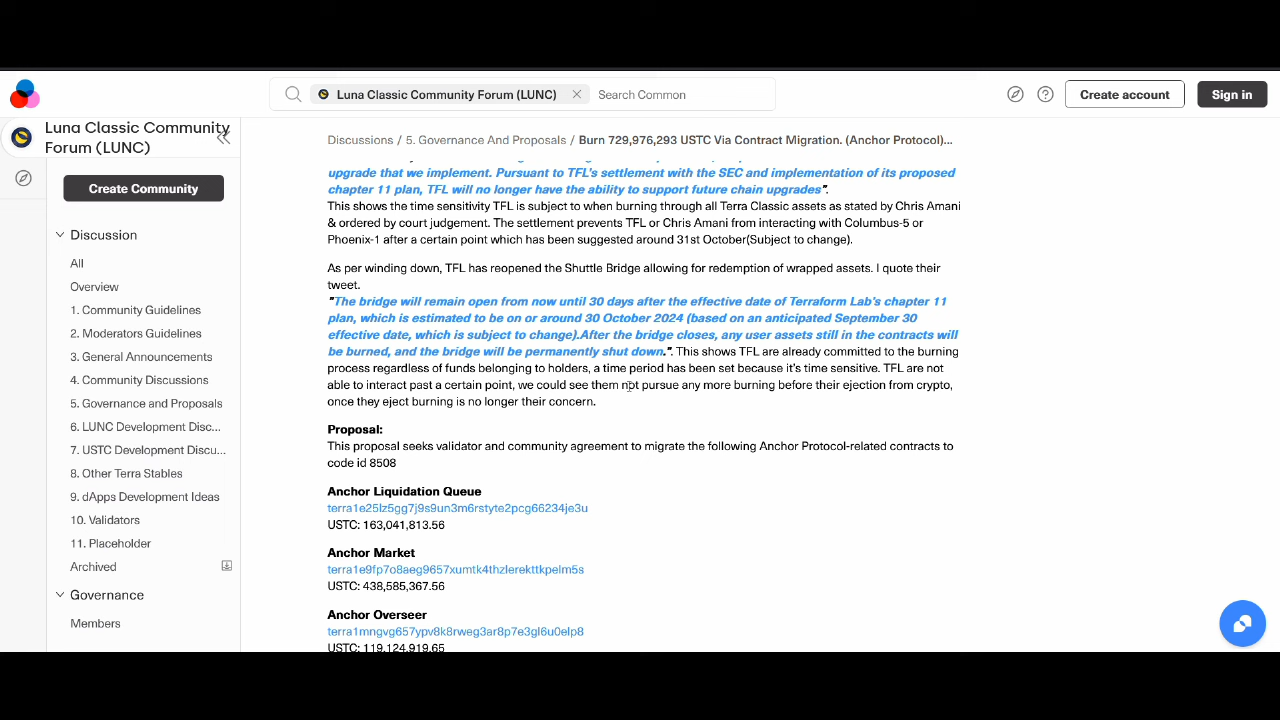 Luna Classic Community Forum (LUNC)
Search Common
Create account
Sign in
Luna Classic Community
Forum (LUNC)
Create Community
Discussion
All
Overview
1. Community Guidelines
2. Moderators Guidelines
3. General Announcements
4. Community Discussions
5. Governance and Proposals
6. LUNC Development Disc...
7. USTC Development Discu...
8. Other Terra Stables
9. dApps Development Ideas
10. Validators
11. Placeholder
Archived
Governance
Members
Discussions / 5. Governance And Proposals / Burn 729,976,293 USTC Via Contract Migration. (Anchor Protocol)...
upgrade that we implement. Pursuant to TFL's settlement with the SEC and implementation of its proposed
chapter 11 plan, TFL will no longer have the ability to support future chain upgrades".
This shows the time sensitivity TFL is subject to when burning through all Terra Classic assets as stated by Chris Amani
& ordered by court judgement. The settlement prevents TFL or Chris Amani from interacting with Columbus-5 or
Phoenix-1 after a certain point which has been suggested around 31st October(Subject to change).
As per winding down, TFL has reopened the Shuttle Bridge allowing for redemption of wrapped assets. I quote their
tweet.
"The bridge will remain open from now until 30 days after the effective date of Terraform Lab's chapter 11
plan, which is estimated to be on or around 30 October 2024 (based on an anticipated September 30
effective date, which is subject to change).After the bridge closes, any user assets still in the contracts will
be burned, and the bridge will be permanently shut down.". This shows TFL are already committed to the burning
process regardless of funds belonging to holders, a time period has been set because it's time sensitive. TFL are not
able to interact past a certain point, we could see them not pursue any more burning before their ejection from crypto,
once they eject burning is no longer their concern.
Proposal:
This proposal seeks validator and community agreement to migrate the following Anchor Protocol-related contracts to
code id 8508
Anchor Liquidation Queue
terra1e25lz5gg7j9s9un3m6rstyte2pcg66234je3u
USTC: 163,041,813.56
Anchor Market
terra1e9fp7o8aeg9657xumtk4thzlerekttkpelm5s
USTC: 438,585,367.56
Anchor Overseer
terra1mngvg657ypv8k8rweg3ar8p7e3gl6u0elp8
USTC: 119,124,919.65